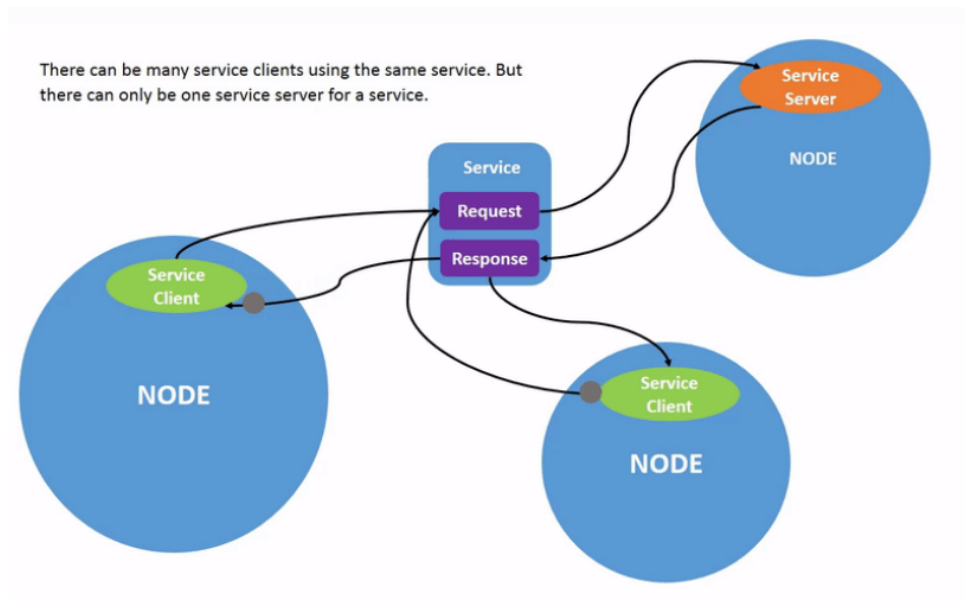 There can be many service clients using the same service. But
there can only be one service server for a service.
Service
Server
NODE
Service
Request
Response
Service
Client
NODE
Service
Client
NODE